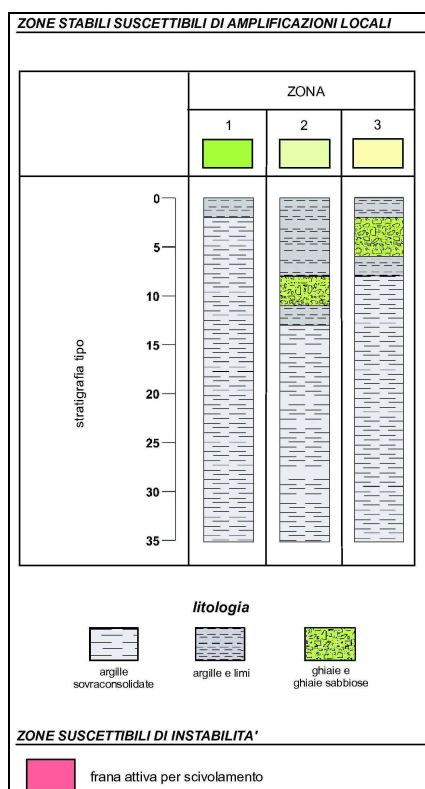 ZONE STABILI SUSCETTIBILI DI AMPLIFICAZIONI LOCALI
ZONA
1 2 3
0
5
10
15
20
25
30
35
stratigrafia tipo
litologia
argille
sovraconsolidate
argille e limi
ghiaie e
ghiaie sabbiose
ZONE SUSCETTIBILI DI INSTABILITA'
frana attiva per scivolamento